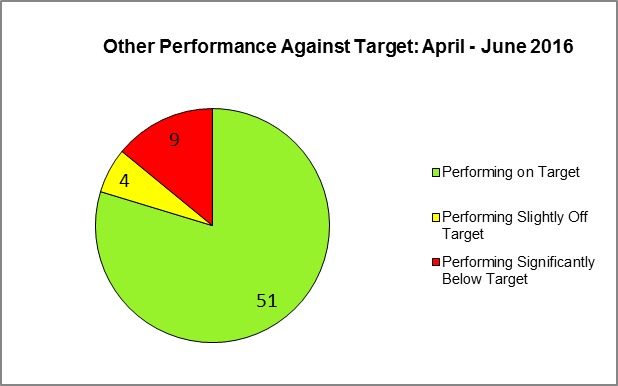 Other Performance Against Target: April - June 2016
9
4
51
Performing on Target
Performing Slightly Off
Target
Performing Significantly
Below Target